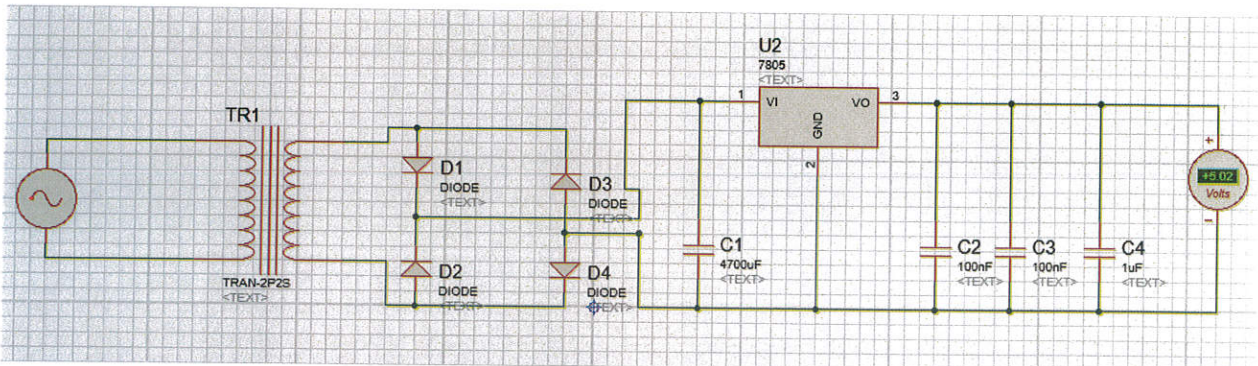 U2
7805
<TEXT>
1
VI
VO
3
GND
2
TR1
TRAN-2P2S
<TEXT>
D1
DIODE
<TEXT>
D3
DIODE
<TEXT>
D2
DIODE
<TEXT>
D4
DIODE
<TEXT>
C1
4700uF
<TEXT>
C2
100nF
<TEXT>
C3
100nF
<TEXT>
C4
1uF
<TEXT>
+
+5.02
Volts
-